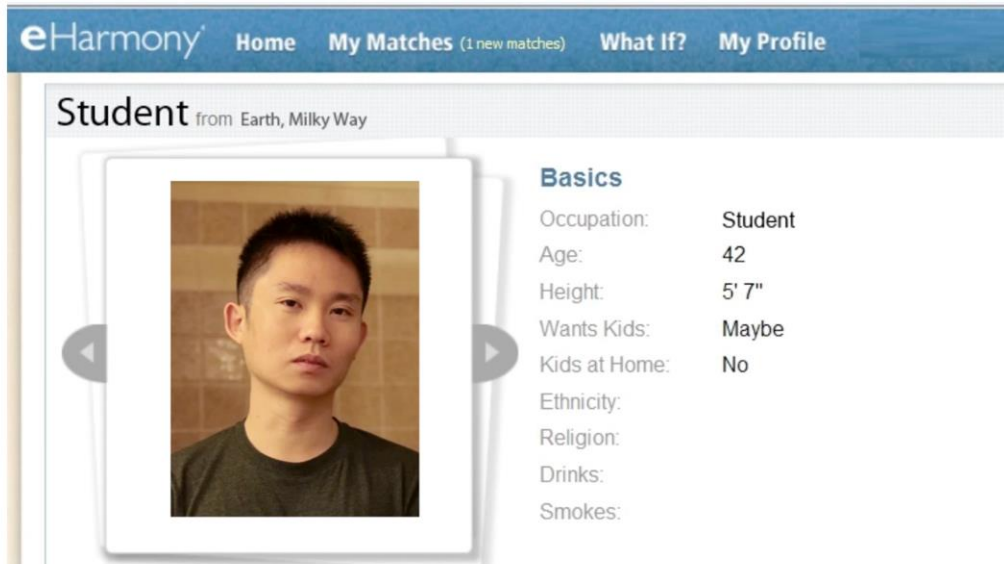 eHarmony Home My Matches (1 new matches) What If? My Profile
Student from Earth, Milky Way
Basics
Occupation: Student
Age: 42
Height: 5' 7"
Wants Kids: Maybe
Kids at Home: No
Ethnicity:
Religion:
Drinks:
Smokes: